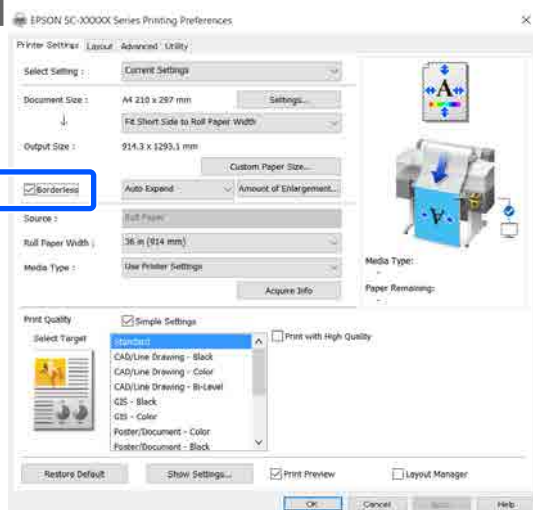 EPSON SC-XXXXX Series Printing Preferences
Printer Settings Layout Advanced Utility
Select Setting : Current Settings
Document Size : A4 210 x 297 mm Settings...
Fit Short Side to Roll Paper Width
Output Size : 914.3 x 1293.1 mm
Custom Paper Size...
Borderless Auto Expand Amount of Enlargement...
Source : Roll Paper
Roll Paper Width : 36 in (914 mm)
Media Type : Use Printer Settings
Acquire Info
A
Media Type:
-
Paper Remaining:
-
Print Quality Simple Settings
Select Target Standard Print with High Quality
CAD/Line Drawing - Black
CAD/Line Drawing - Color
CAD/Line Drawing - Bi-Level
GIS - Black
GIS - Color
Poster/Document - Color
Poster/Document - Black
Restore Default Show Settings... Print Preview Layout Manager
OK Cancel Help